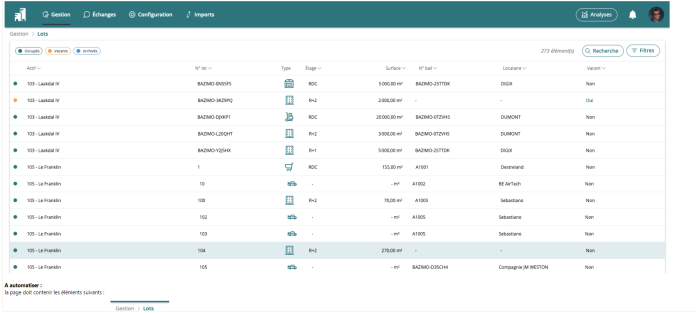 Gestion Échanges Configuration Imports Analyses
Gestion > Lots
Occupés Vacants Archivés 273 élément(s) Recherche Filtres
Actif N° lot Type Étage Surface N° bail Locataire Vacant
103 - Laakdal IV BAZIMO-0NS5FS RDC 5 000,00 m² BAZIMO-25TTDK DIGIX Non
103 - Laakdal IV BAZIMO-3KZ9PQ R+2 2 000,00 m² - - Oui
103 - Laakdal IV BAZIMO-DJXKP1 RDC 20 000,00 m² BAZIMO-0TZVHS DUMONT Non
103 - Laakdal IV BAZIMO-L20QHT R+2 3 000,00 m² BAZIMO-0TZVHS DUMONT Non
103 - Laakdal IV BAZIMO-Y2J5HX R+1 5 000,00 m² BAZIMO-25TTDK DIGIX Non
105 - Le Franklin 1 RDC 155,00 m² A1001 Destreland Non
105 - Le Franklin 10 - - m² A1002 BE AirTech Non
105 - Le Franklin 100 R+2 70,00 m² A1005 Sebastiano Non
105 - Le Franklin 102 - - m² A1005 Sebastiano Non
105 - Le Franklin 103 - - m² A1005 Sebastiano Non
105 - Le Franklin 104 R+2 270,00 m² - - Non
105 - Le Franklin 105 - - m² BAZIMO-D35CH4 Compagnie JM WESTON Non
A automatiser :
la page doit contenir les éléments suivants :
Gestion > Lots